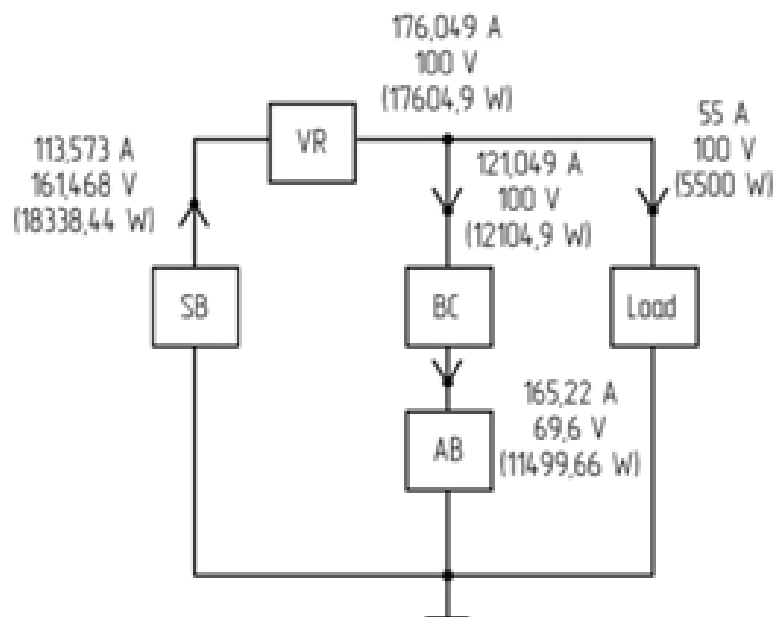 176,049 A
100 V
(17604,9 W)
VR
55 A
100 V
(5500 W)
113,573 A
161,468 V
(18338,44 W)
121,049 A
100 V
(12104,9 W)
SB
BC
Load
165,22 A
69,6 V
(11499,66 W)
AB